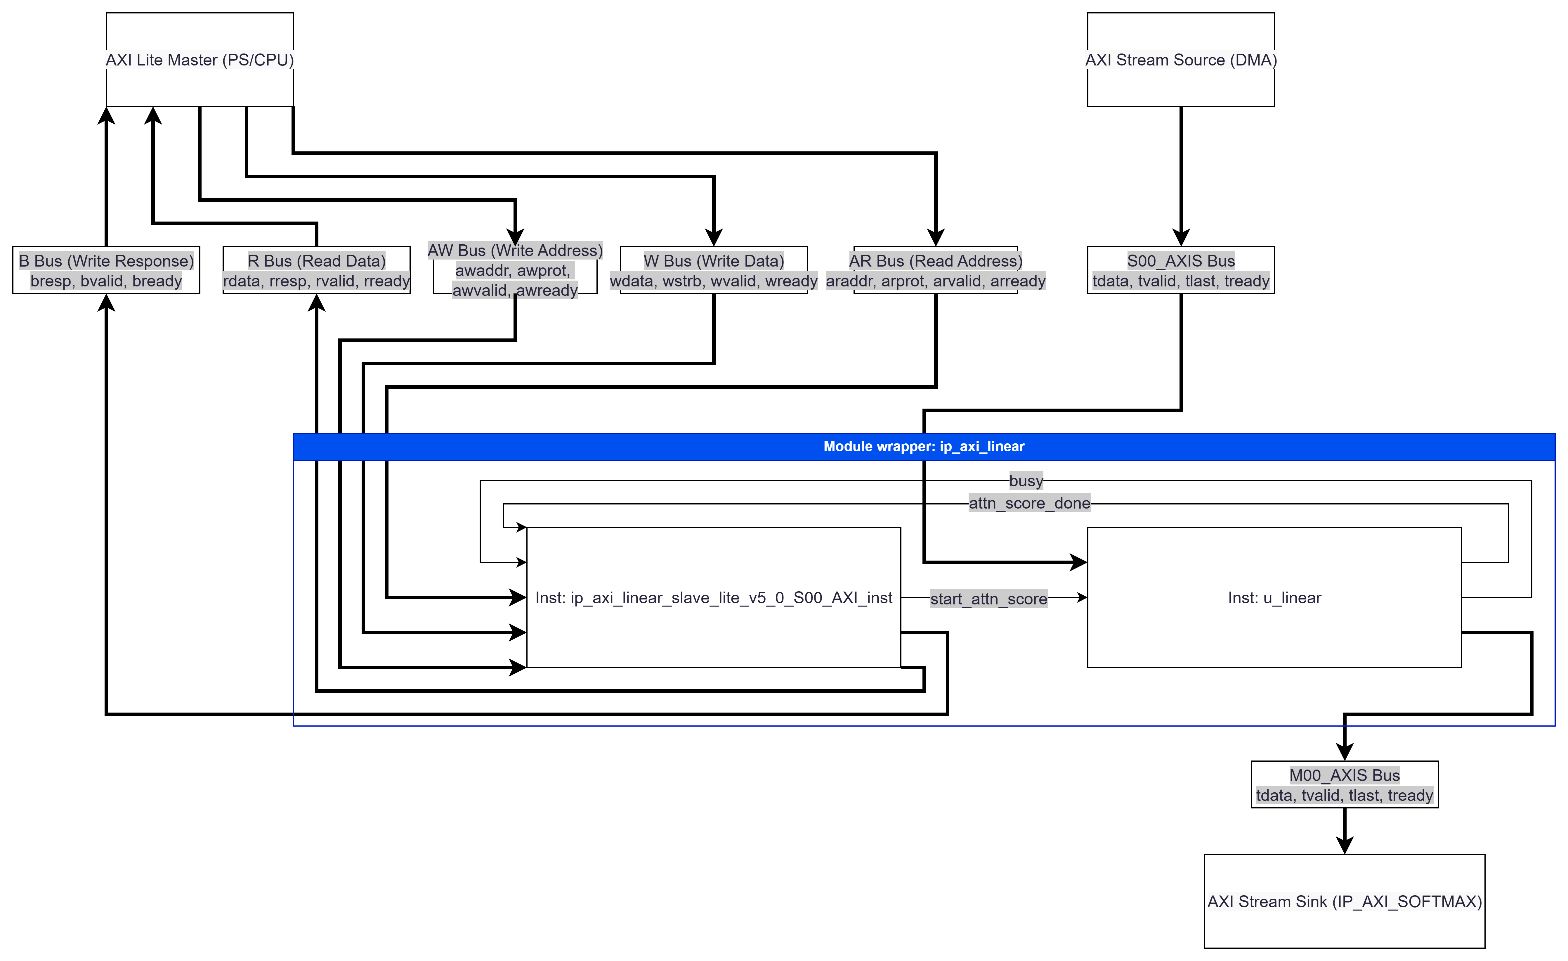 AXI Lite Master (PS/CPU)
AXI Stream Source (DMA)
B Bus (Write Response)
bresp, bvalid, bready
R Bus (Read Data)
rdata, rresp, rvalid, rready
AW Bus (Write Address)
awaddr, awprot,
awvalid, awready
W Bus (Write Data)
wdata, wstrb, wvalid, wready
AR Bus (Read Address)
araddr, arprot, arvalid, arready
S00_AXIS Bus
tdata, tvalid, tlast, tready
Module wrapper: ip_axi_linear
busy
attn_score_done
Inst: ip_axi_linear_slave_lite_v5_0_S00_AXI_inst
start_attn_score
Inst: u_linear
M00_AXIS Bus
tdata, tvalid, tlast, tready
AXI Stream Sink (IP_AXI_SOFTMAX)